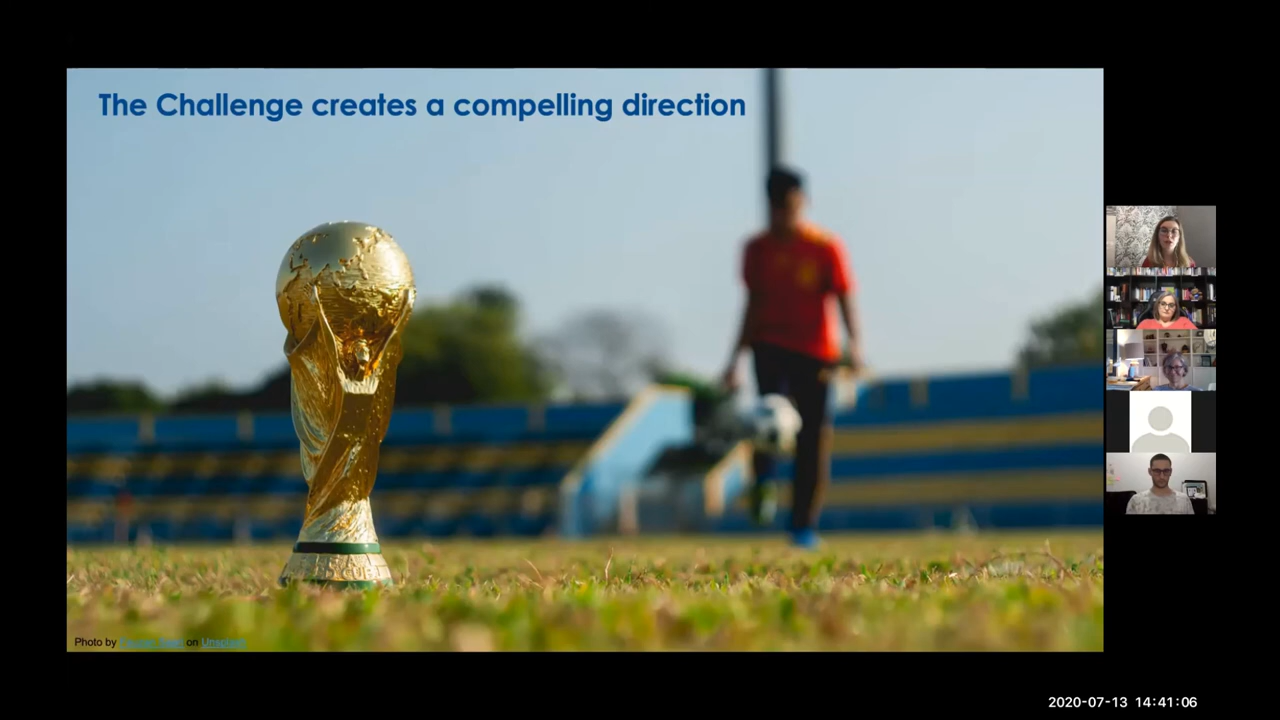 The Challenge creates a compelling direction
Photo by on Unsplash
2020-07-13 14:41:06